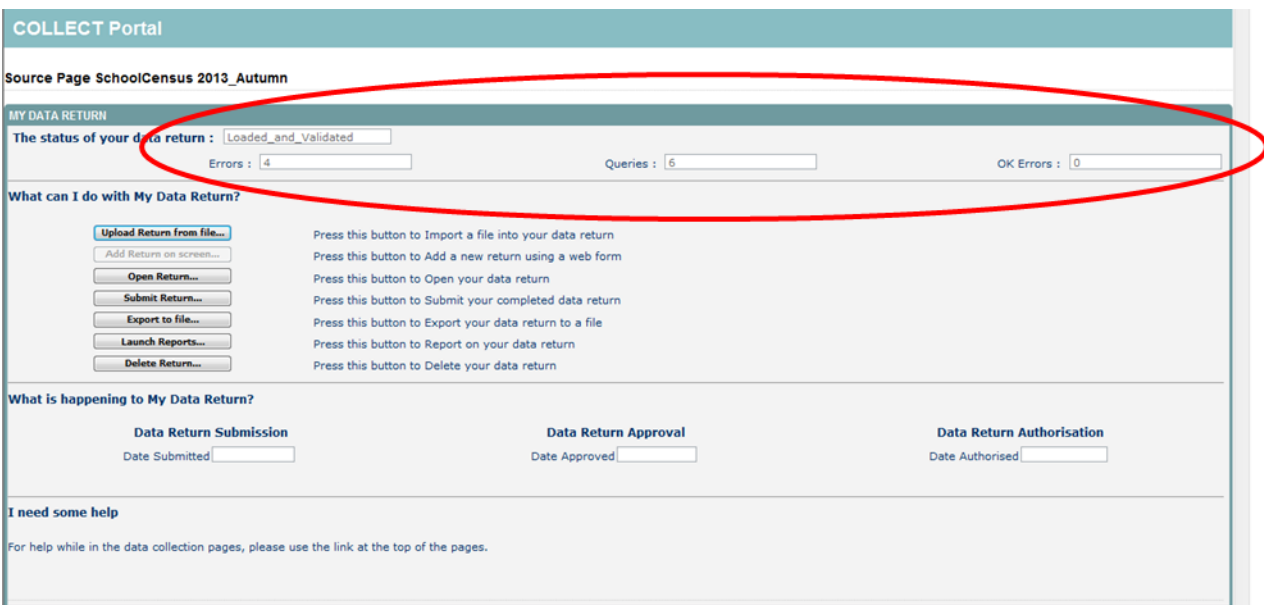 COLLECT Portal
Source Page SchoolCensus 2013_Autumn
MY DATA RETURN
The status of your data return : Loaded_and_Validated
Errors : 4 Queries : 6 OK Errors : 0
What can I do with My Data Return?
Upload Return from file... Press this button to Import a file into your data return
Add Return on screen... Press this button to Add a new return using a web form
Open Return... Press this button to Open your data return
Submit Return... Press this button to Submit your completed data return
Export to file... Press this button to Export your data return to a file
Launch Reports... Press this button to Report on your data return
Delete Return... Press this button to Delete your data return
What is happening to My Data Return?
Data Return Submission Data Return Approval Data Return Authorisation
Date Submitted Date Approved Date Authorised
I need some help
For help while in the data collection pages, please use the link at the top of the pages.